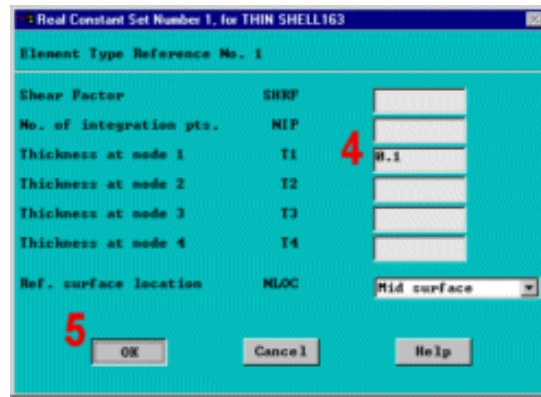 Real Constant Set Number 1, for THIN SHELL163
Element Type Reference No. 1
Shear Factor SHRF
No. of integration pts. NIP
Thickness at node 1 T1 4 0.1
Thickness at node 2 T2
Thickness at node 3 T3
Thickness at node 4 T4
Ref. surface location NLOC Mid surface
5
OK Cancel Help